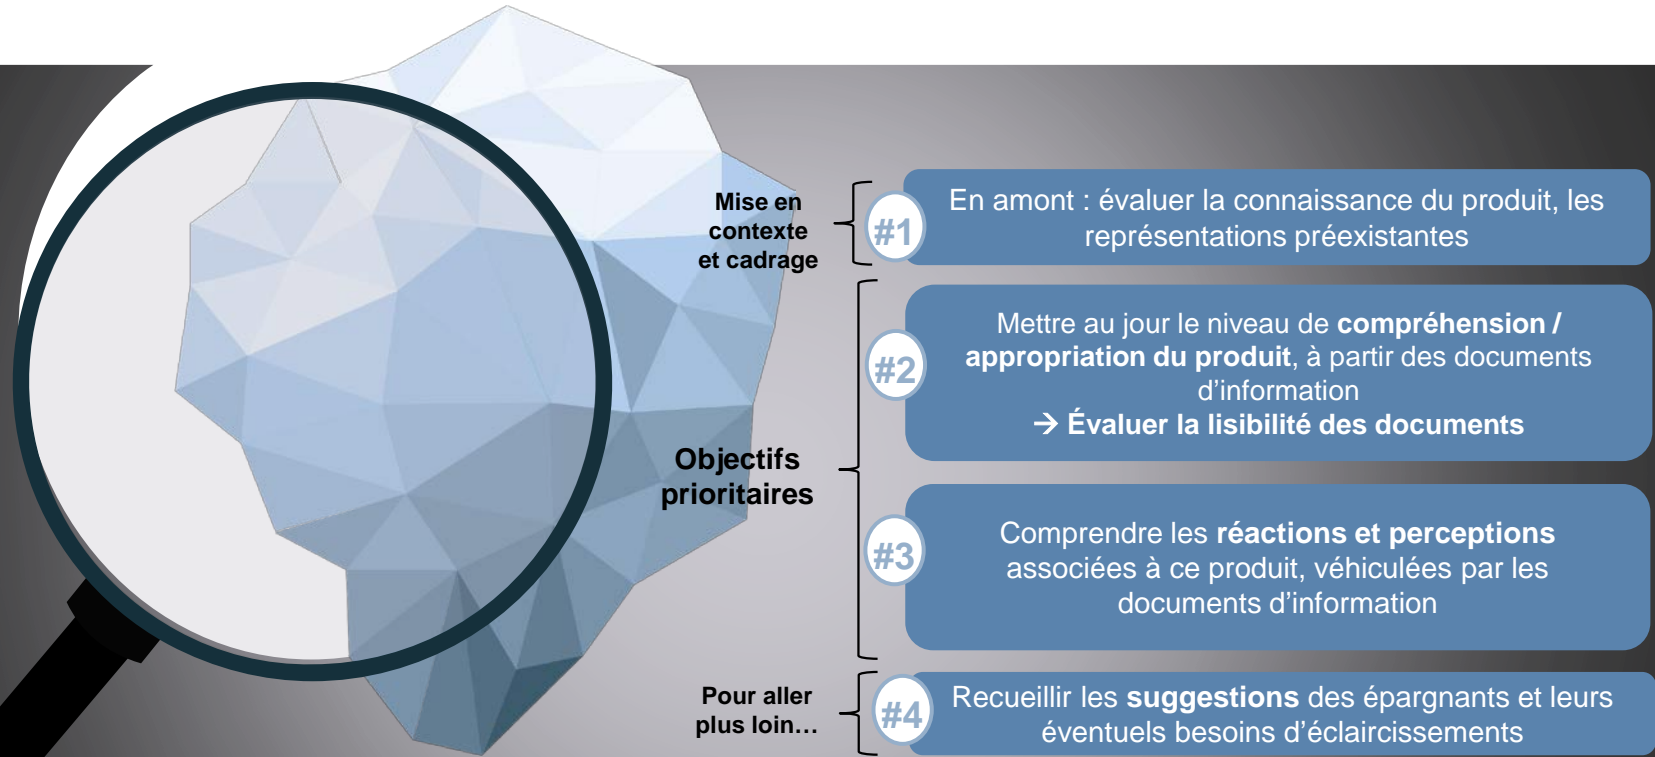 Mise en
contexte
et cadrage
#1
En amont : évaluer la connaissance du produit, les
représentations préexistantes
Objectifs
prioritaires
#2
Mettre au jour le niveau de compréhension /
appropriation du produit, à partir des documents
d’information
→ Évaluer la lisibilité des documents
#3
Comprendre les réactions et perceptions
associées à ce produit, véhiculées par les
documents d’information
Pour aller
plus loin…
#4
Recueillir les suggestions des épargnants et leurs
éventuels besoins d’éclaircissements